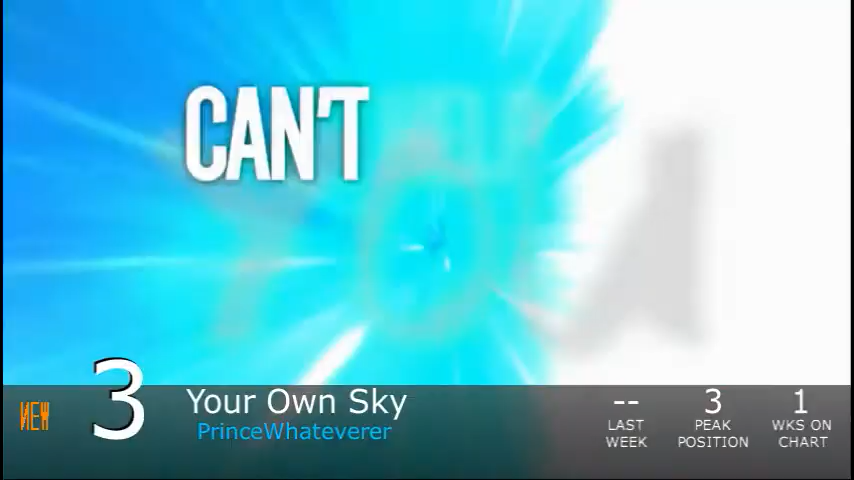 CAN'T
NEW
3
Your Own Sky
PrinceWhateverer
-- 3 1
LAST WEEK
PEAK POSITION
WKS ON CHART